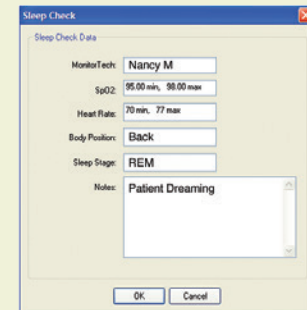 Sleep Check
Sleep Check Data
MonitorTech: Nancy M
SpO2: 95.00 min, 98.00 max
Heart Rate: 70 min, 77 max
Body Position: Back
Sleep Stage: REM
Notes: Patient Dreaming
OK Cancel